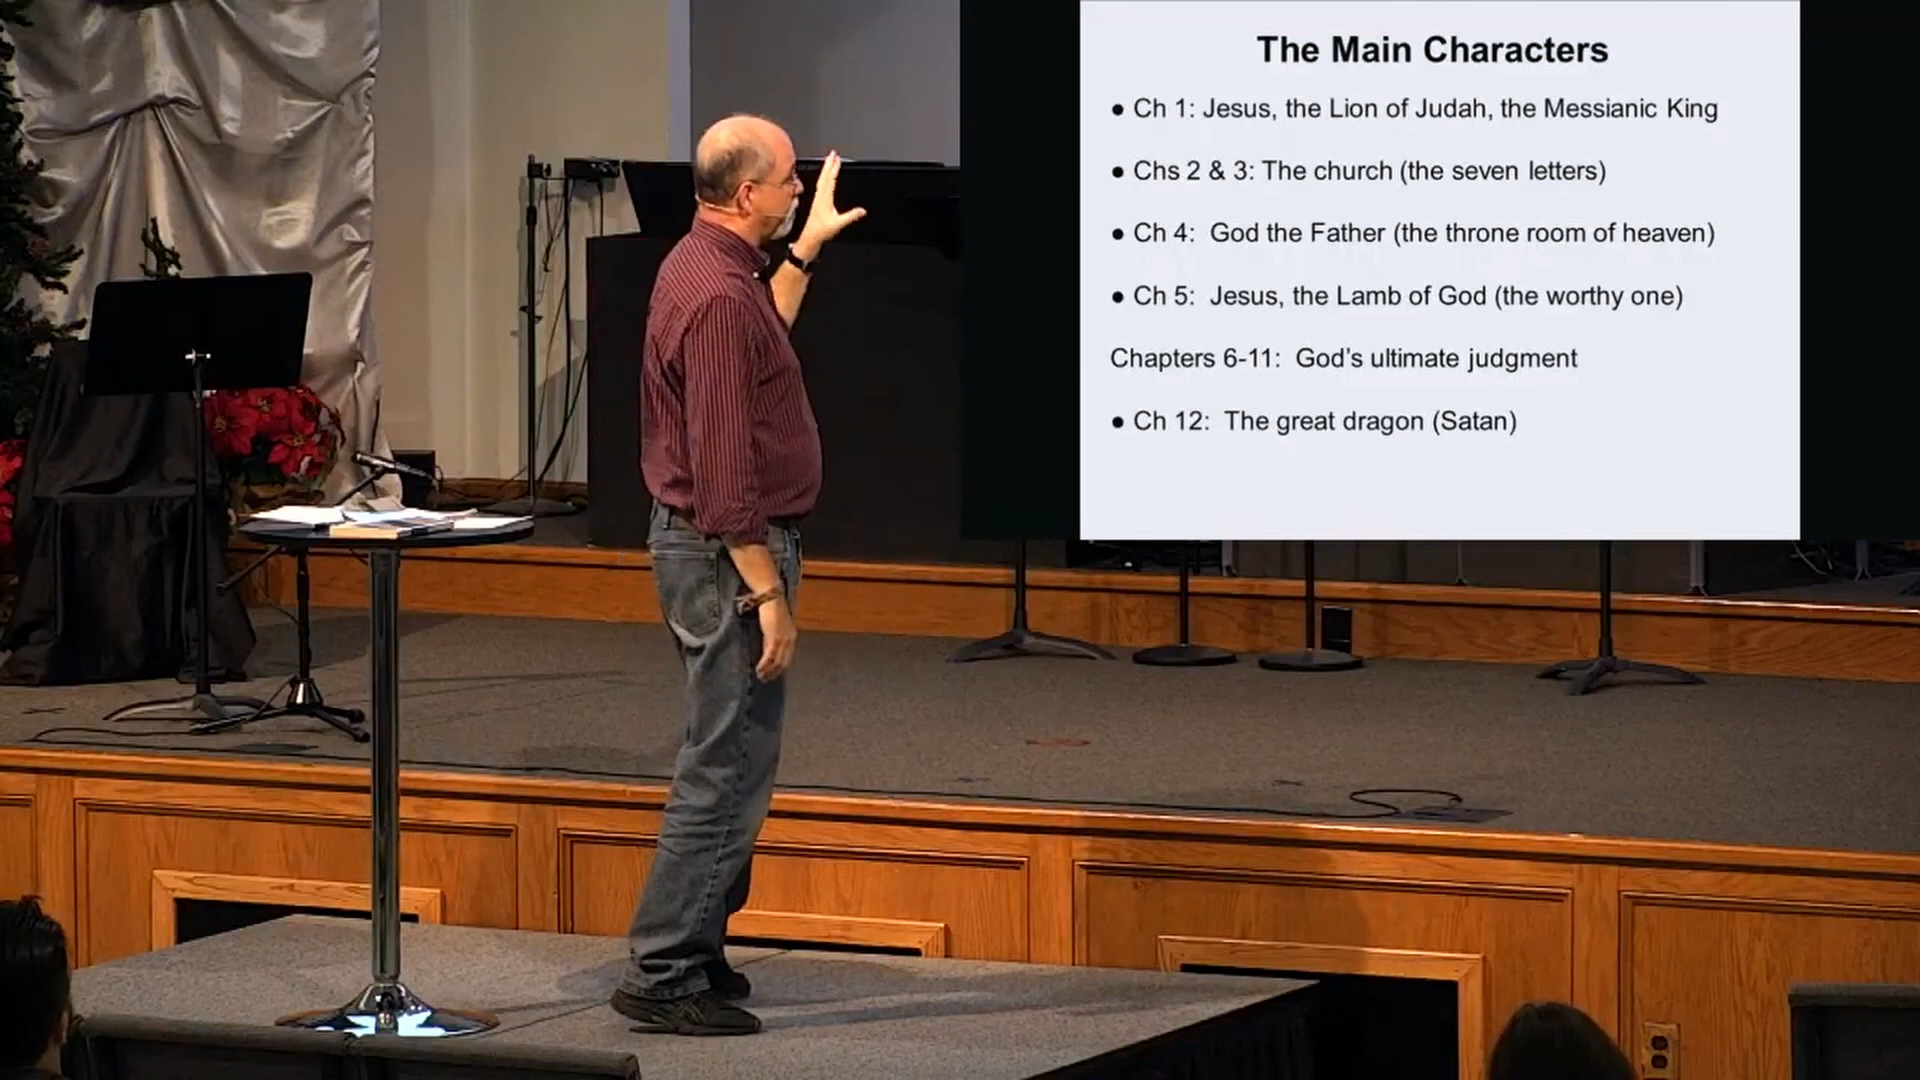 The Main Characters
● Ch 1: Jesus, the Lion of Judah, the Messianic King
● Chs 2 & 3: The church (the seven letters)
● Ch 4:  God the Father (the throne room of heaven)
● Ch 5:  Jesus, the Lamb of God (the worthy one)
Chapters 6-11:  God’s ultimate judgment
● Ch 12:  The great dragon (Satan)